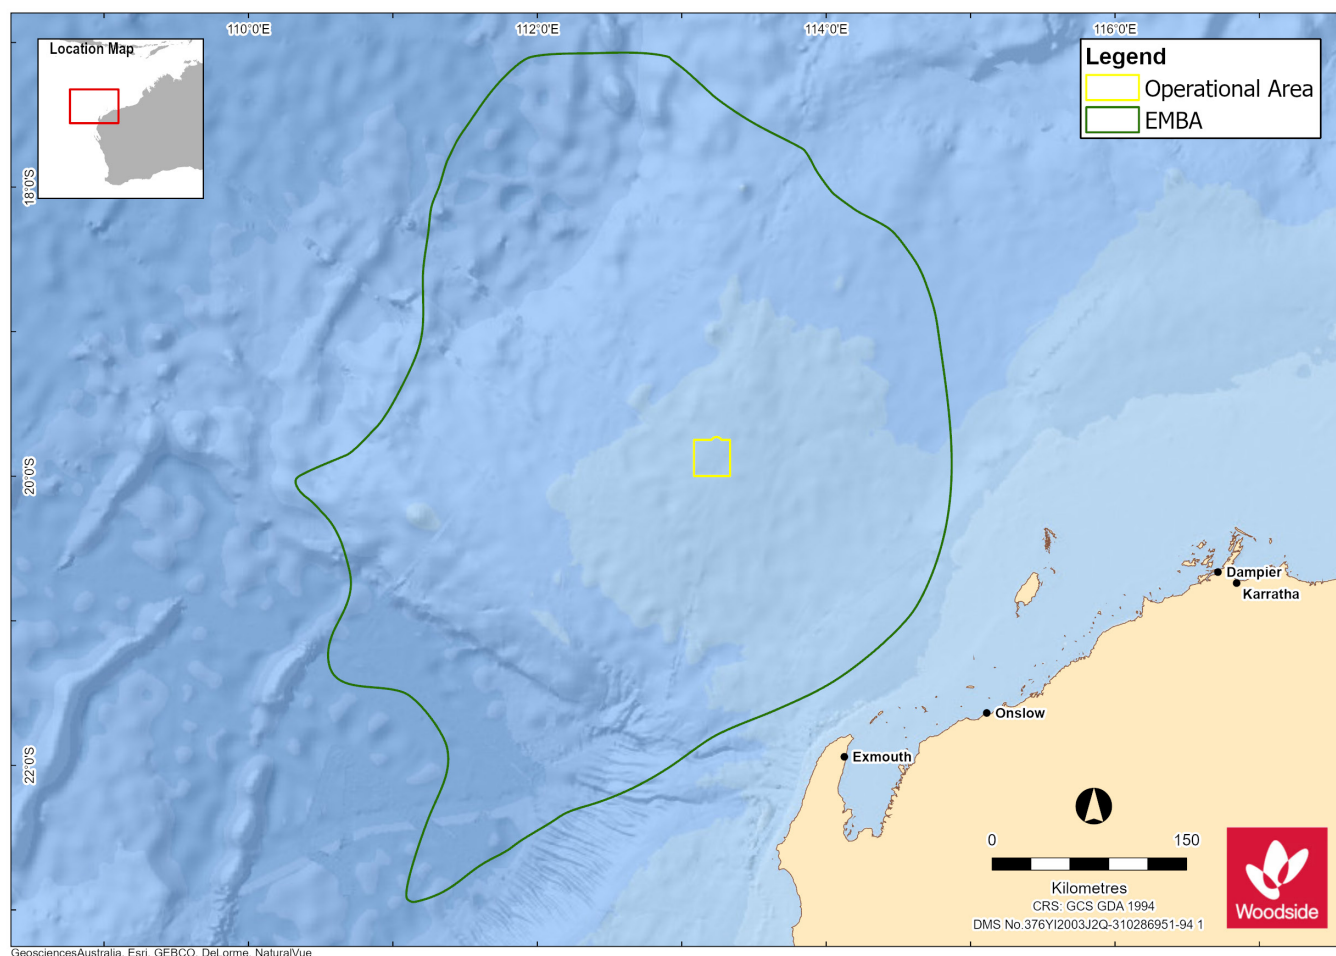 110°0'E
112°0'E
114°0'E
116°0'E
Location Map
Legend
Operational Area
EMBA
18°0'S
20°0'S
22°0'S
Dampier
Karratha
Onslow
Exmouth
0 150
Kilometres
CRS: GCS GDA 1994
DMS No.376YI2003J2Q-310286951-94 1
Woodside
GeosciencesAustralia, Esri, GEBCO, DeLorme, NaturalVue